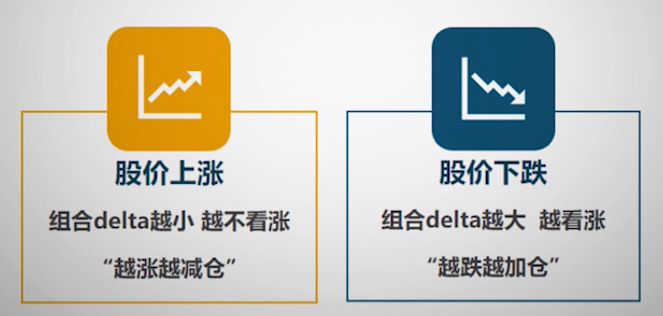 股价上涨
组合delta越小 越不看涨
“越涨越减仓”
股价下跌
组合delta越大 越看涨
“越跌越加仓”